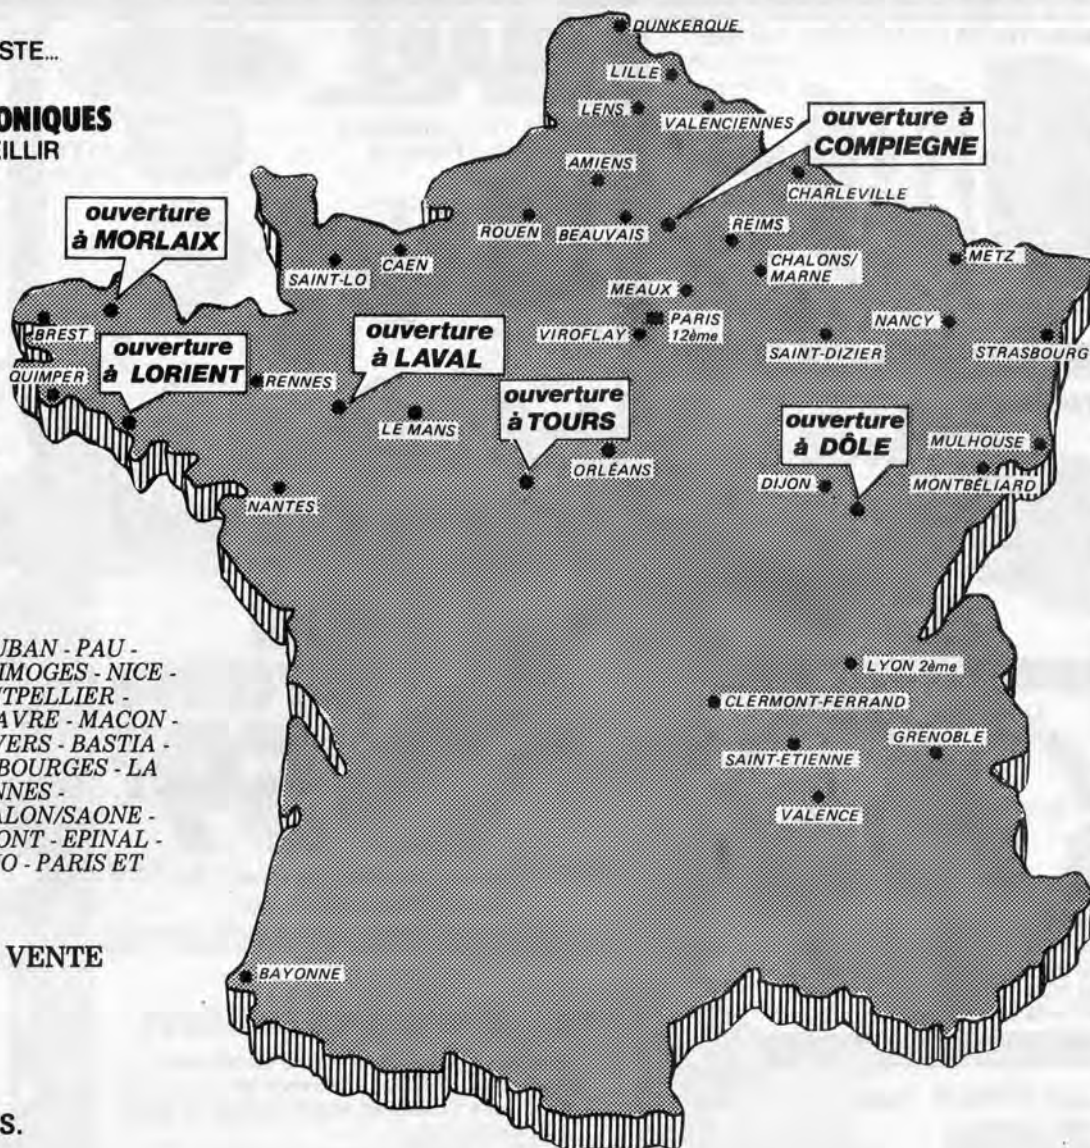 STE...
ONIQUES
EILLIR
UBAN - PAU -
IMOGES - NICE -
NTPELLIER -
AVRE - MACON -
VERS - BASTIA -
BOURGES - LA
NNES -
ALON/SAONE -
ONT - EPINAL -
O - PARIS ET
VENTE
S.
DUNKERQUE
LILLE
LENS
VALENCIENNES
ouverture à
COMPIEGNE
AMIENS
CHARLEVILLE
ouverture
à MORLAIX
ROUEN
BEAUVAIS
REIMS
CAEN
SAINT-LO
CHALONS/
MARNE
METZ
MEAUX
BREST
VIROFLAY
PARIS
12ème
NANCY
SAINT-DIZIER
STRASBOURG
ouverture
à LORIENT
ouverture
à LAVAL
QUIMPER
RENNES
ouverture
à TOURS
LE MANS
ouverture
à DÔLE
MULHOUSE
ORLÉANS
DIJON
MONTBÉLIARD
NANTES
LYON 2ème
CLERMONT-FERRAND
SAINT-ETIENNE
GRENOBLE
VALENCE
BAYONNE